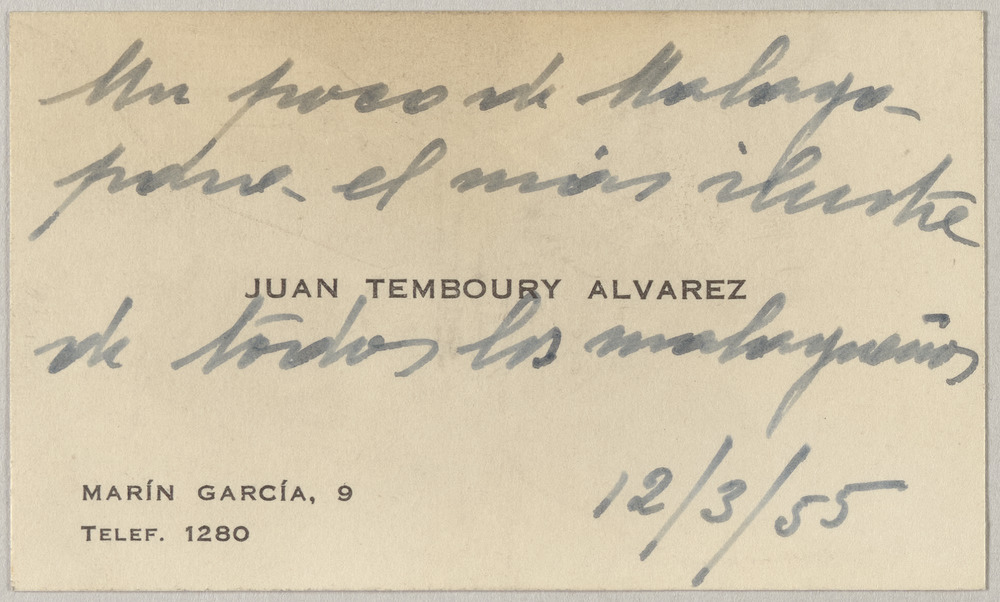 Un poco de Malaga
para el más ilustre
JUAN TEMBOURY ALVAREZ
de todos los malagueños
MARÍN GARCÍA, 9
TELEF. 1280
12/3/55